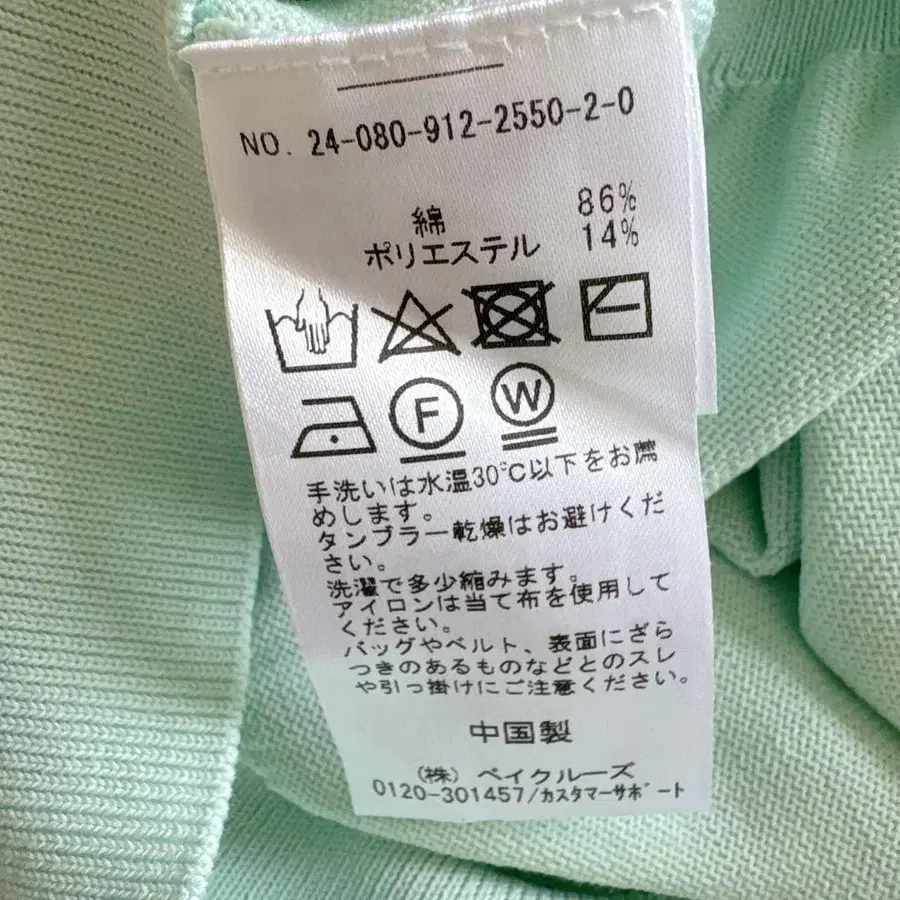 NO. 24-080-912-2550-2-0
綿 86%
ポリエステル 14%
F W
手洗いは水温30℃以下をお薦
めします。
タンブラー乾燥はお避けくだ
さい。
洗濯で多少縮みます。
アイロンは当て布を使用して
ください。
バッグやベルト、表面にざら
つきのあるものなどとのスレ
や引っ掛けにご注意ください。
中国製
(株) ベイクルーズ
0120-301457/カスタマーサポート